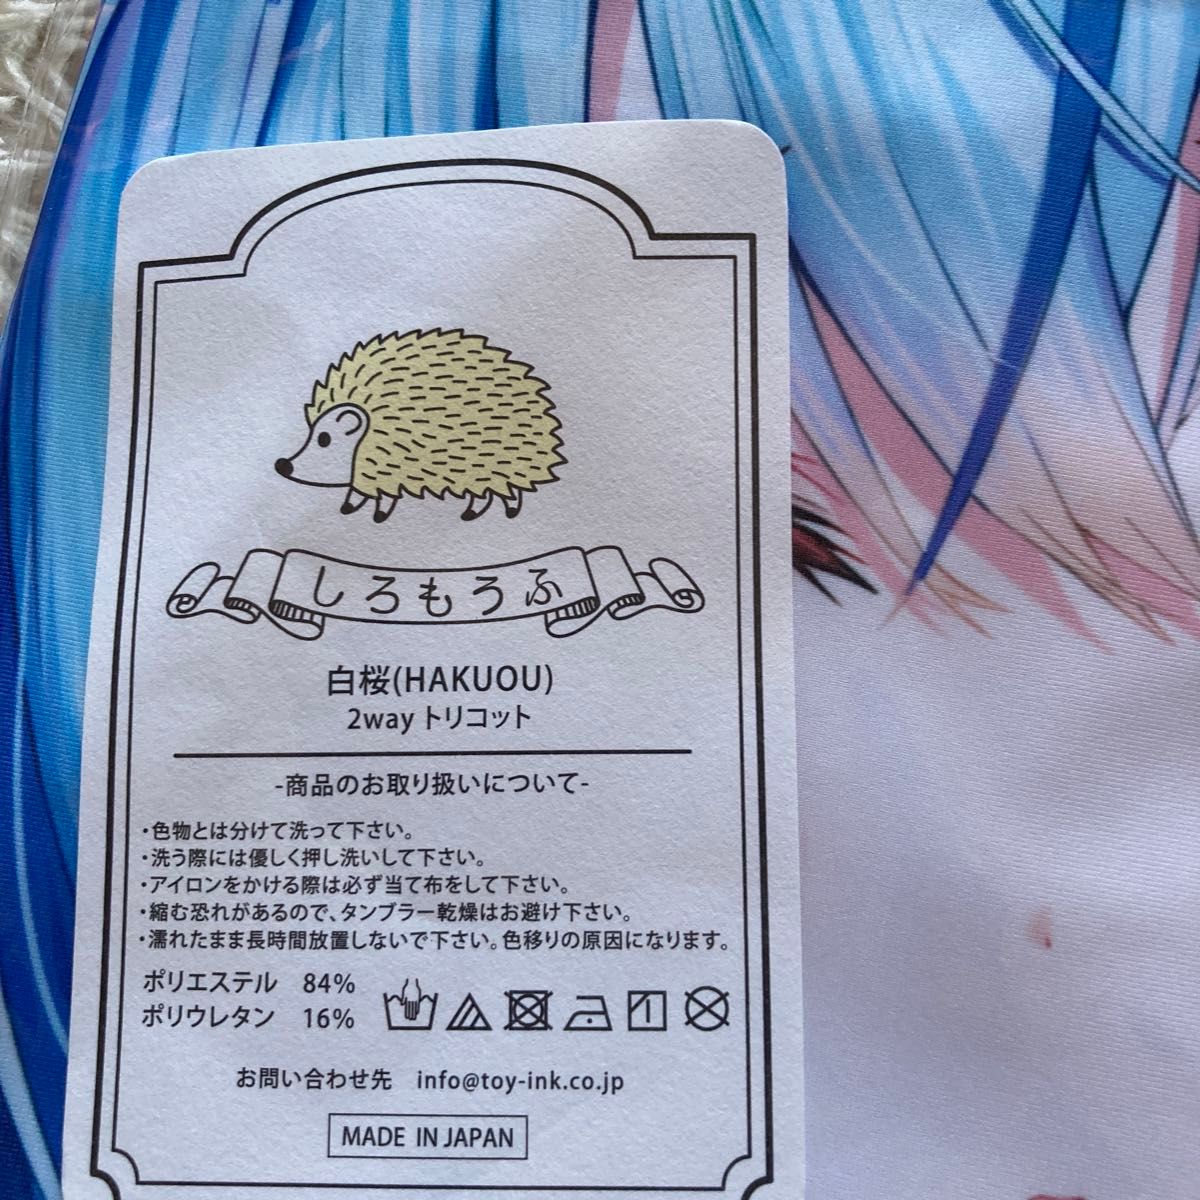 しろもうふ
白桜(HAKUOU)
2wayトリコット
-商品のお取り扱いについて-
・色物とは分けて洗って下さい。
・洗う際には優しく押し洗いして下さい。
・アイロンをかける際は必ず当て布をして下さい。
・縮む恐れがあるので、タンブラー乾燥はお避け下さい。
・濡れたまま長時間放置しないで下さい。色移りの原因になります。
ポリエステル 84%
ポリウレタン 16%
お問い合わせ先 info@toy-ink.co.jp
MADE IN JAPAN